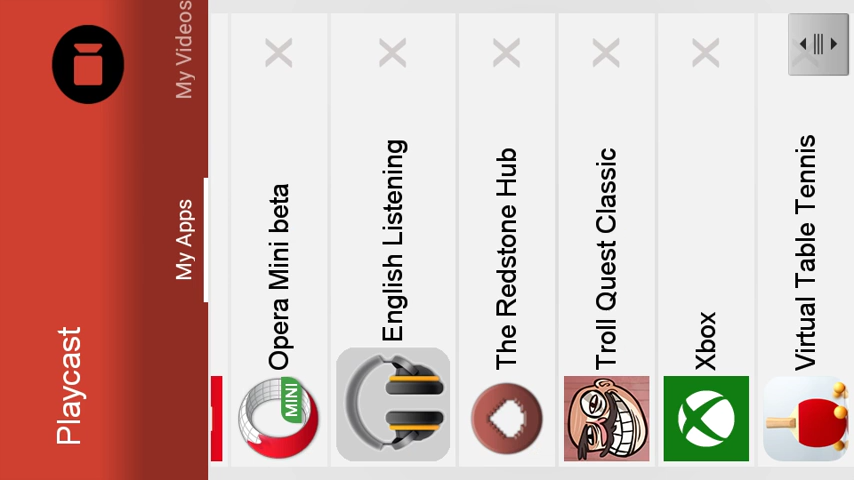 Playcast
My Apps
My Videos
Opera Mini beta
MINI
English Listening
The Redstone Hub
Troll Quest Classic
Xbox
Virtual Table Tennis